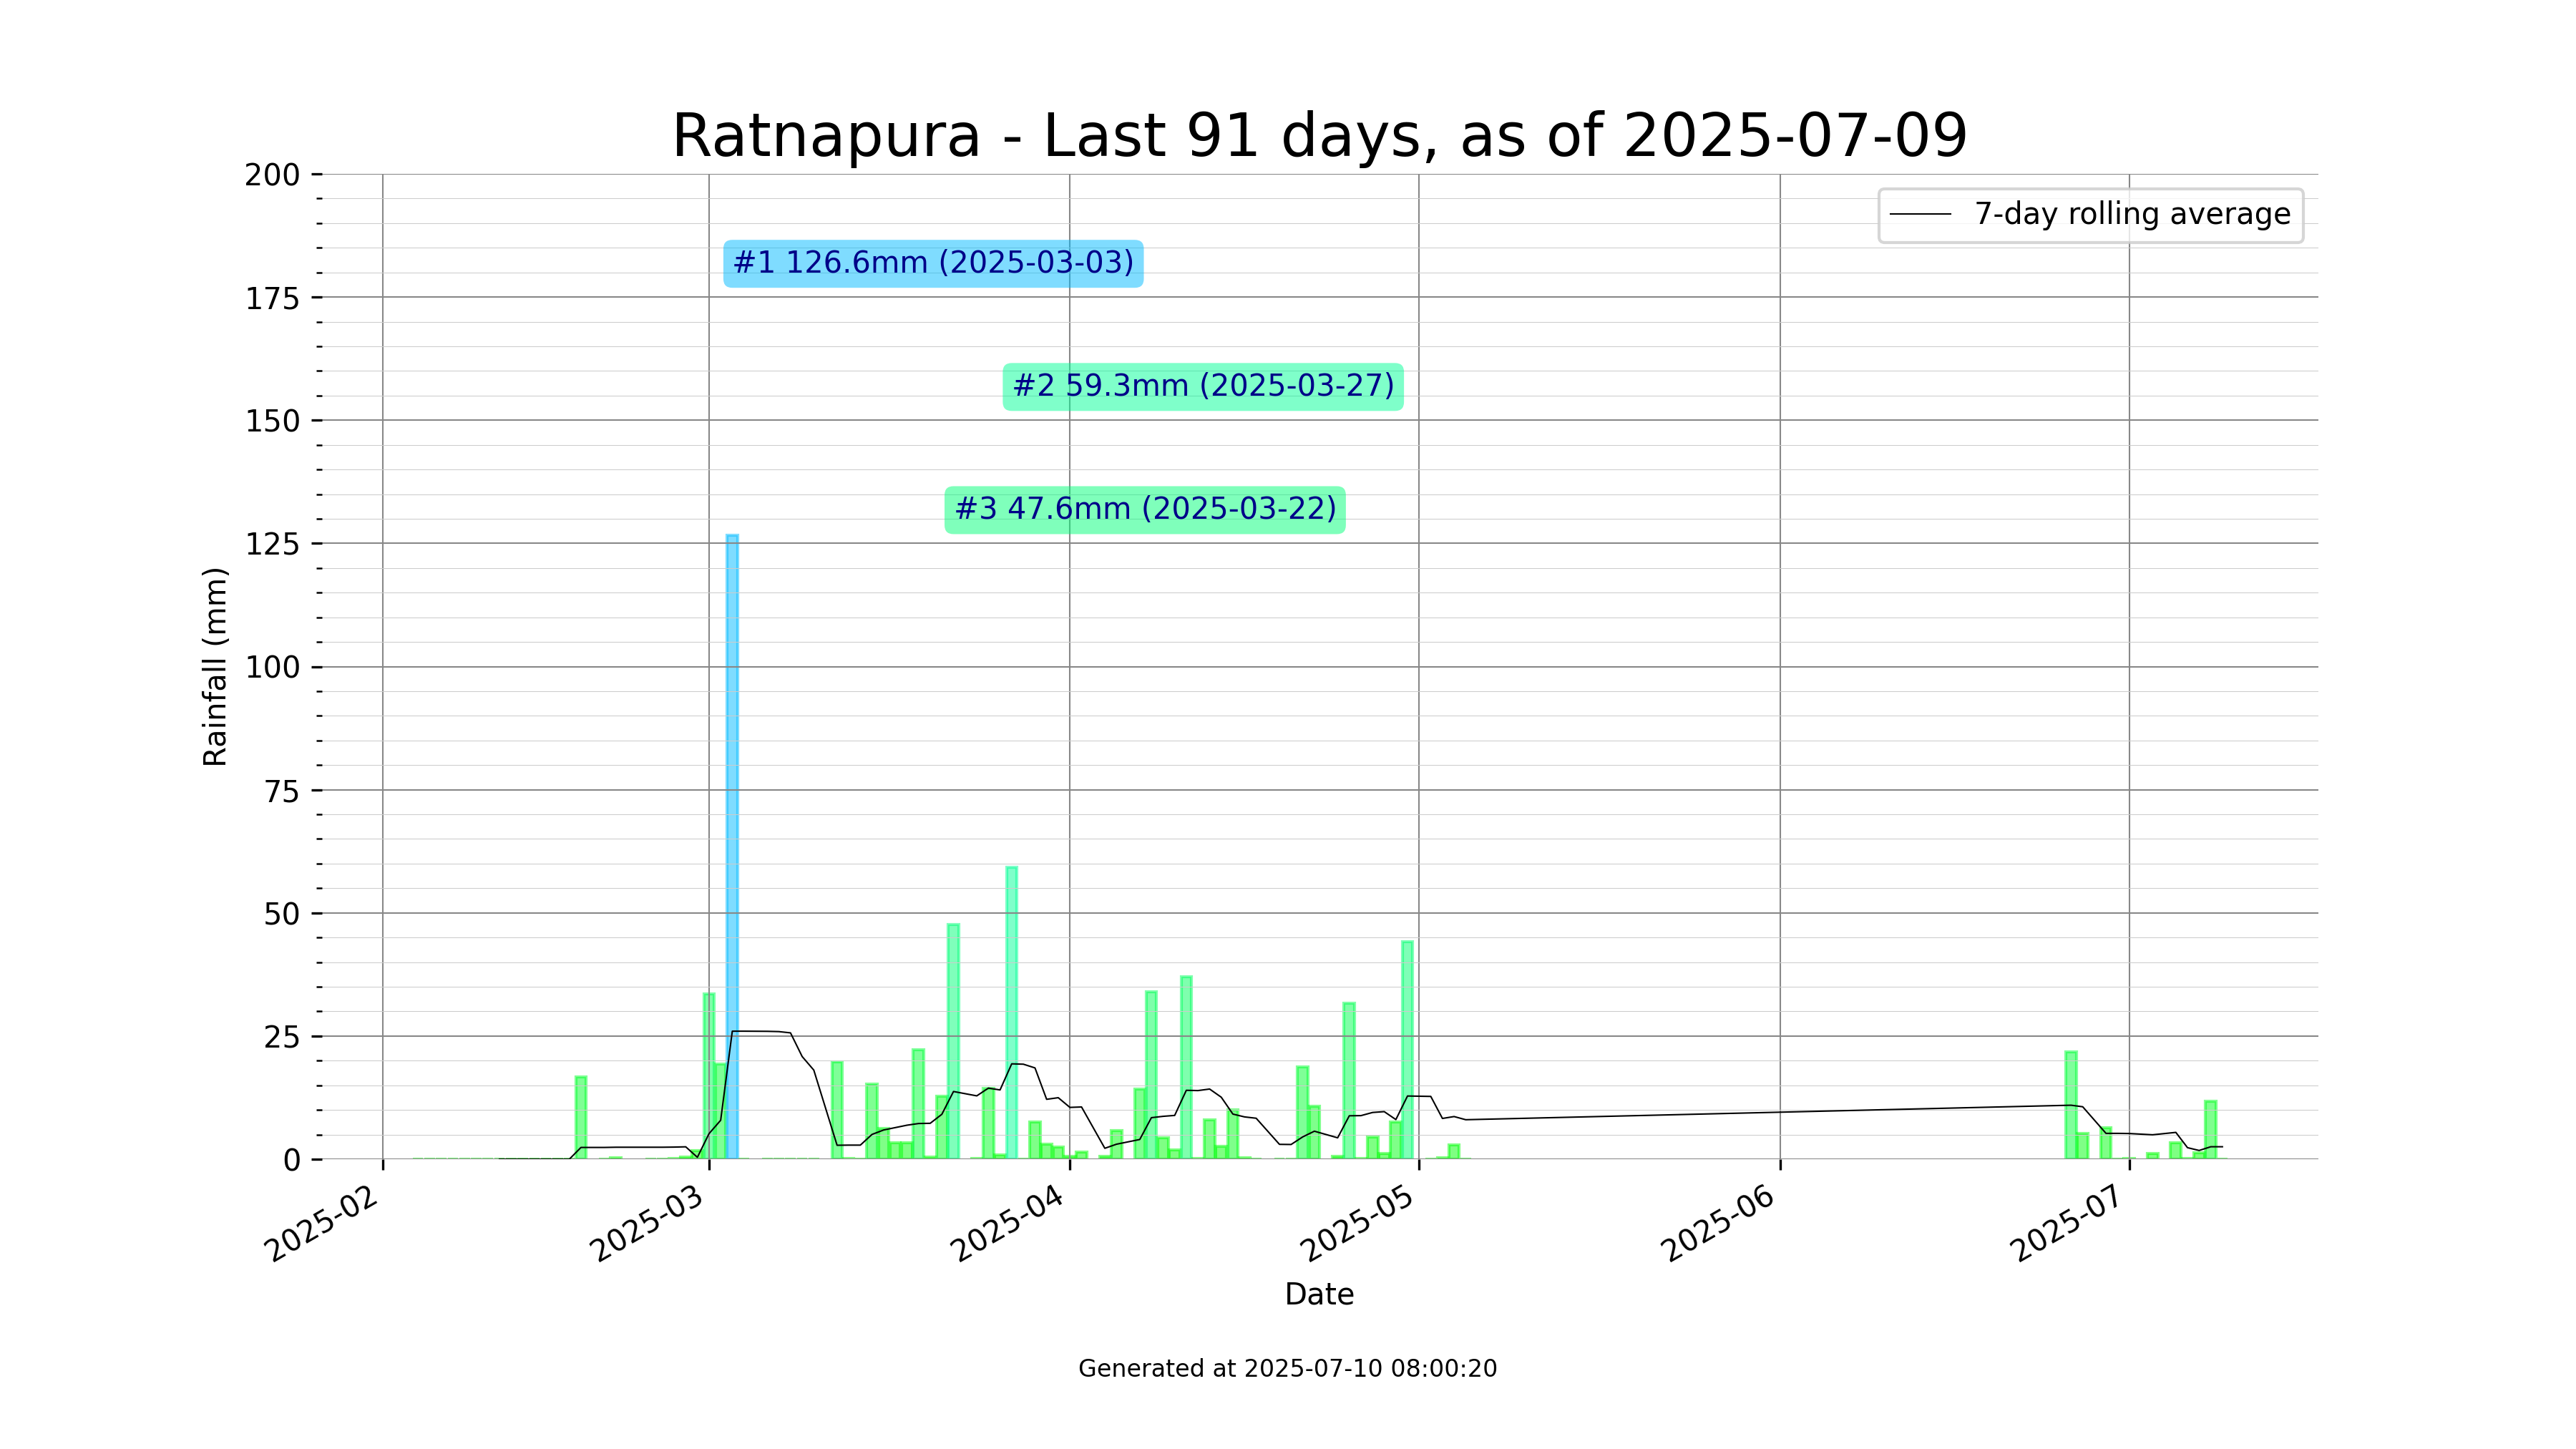 Ratnapura - Last 91 days, as of 2025-07-09
200
175
150
125
100
75
50
25
0
Rainfall (mm)
7-day rolling average
#1 126.6mm (2025-03-03)
#2 59.3mm (2025-03-27)
#3 47.6mm (2025-03-22)
2025-02
2025-03
2025-04
2025-05
2025-06
2025-07
Date
Generated at 2025-07-10 08:00:20